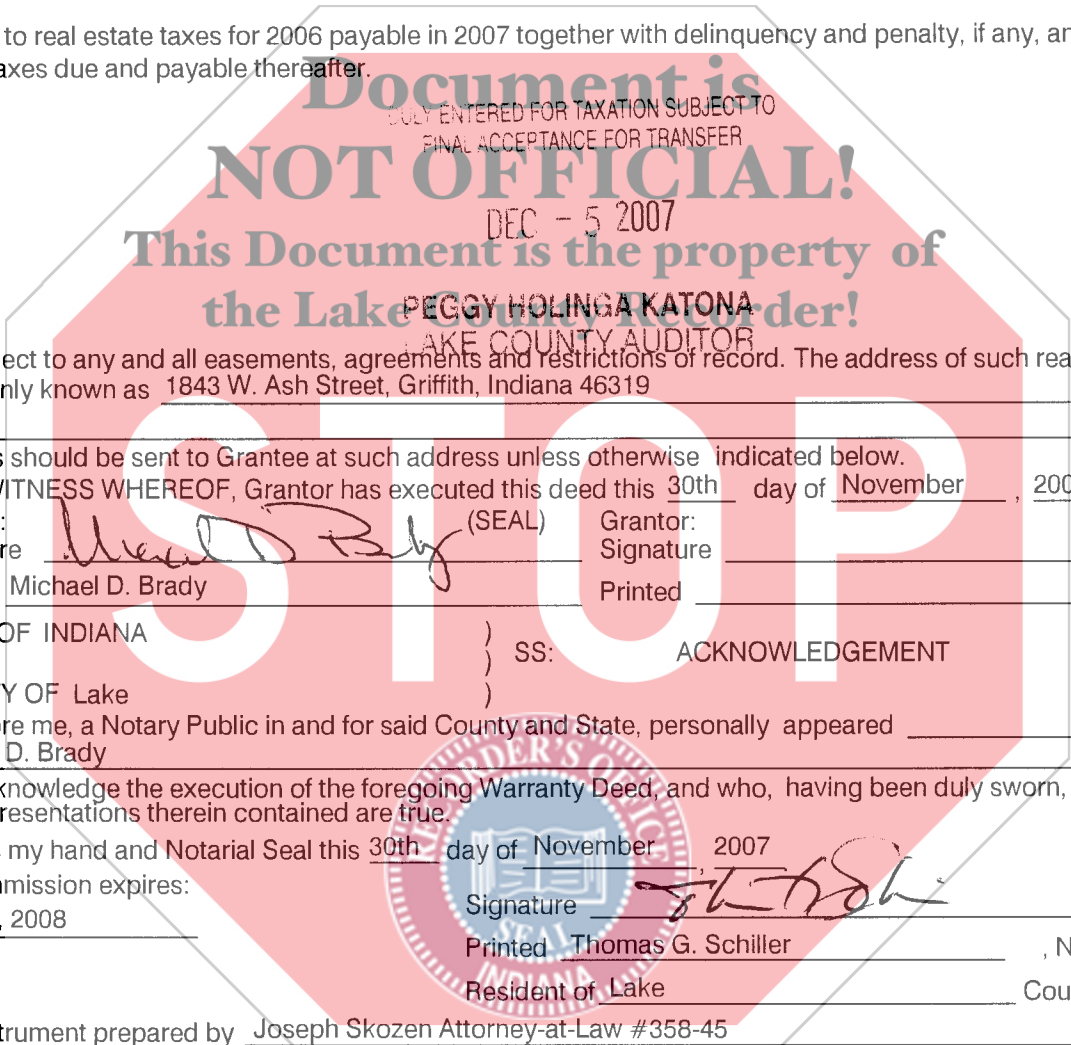 to real estate taxes for 2006 payable in 2007 together with delinquency and penalty, if any, an
axes due and payable thereafter.
Document is
DULY ENTERED FOR TAXATION SUBJECT TO
FINAL ACCEPTANCE FOR TRANSFER
NOT OFFICIAL!
DEC - 5 2007
This Document is the property of
PEGGY HOLINGA KATONA
the Lake County Recorder!
LAKE COUNTY AUDITOR
ect to any and all easements, agreements and restrictions of record. The address of such rea
nly known as 1843 W. Ash Street, Griffith, Indiana 46319
STOP
s should be sent to Grantee at such address unless otherwise indicated below.
ITNESS WHEREOF, Grantor has executed this deed this 30th day of November , 200
: (SEAL) Grantor:
re Signature
Michael D. Brady Printed
OF INDIANA )
) SS: ACKNOWLEDGEMENT
Y OF Lake )
re me, a Notary Public in and for said County and State, personally appeared
D. Brady
knowledge the execution of the foregoing Warranty Deed, and who, having been duly sworn,
resentations therein contained are true.
my hand and Notarial Seal this 30th day of November , 2007
mmission expires:
, 2008
Signature
Printed Thomas G. Schiller , N
Resident of Lake Cou
RECORDER'S OFFICE
SEAL
INDIANA
trument prepared by Joseph Skozen Attorney-at-Law #358-45